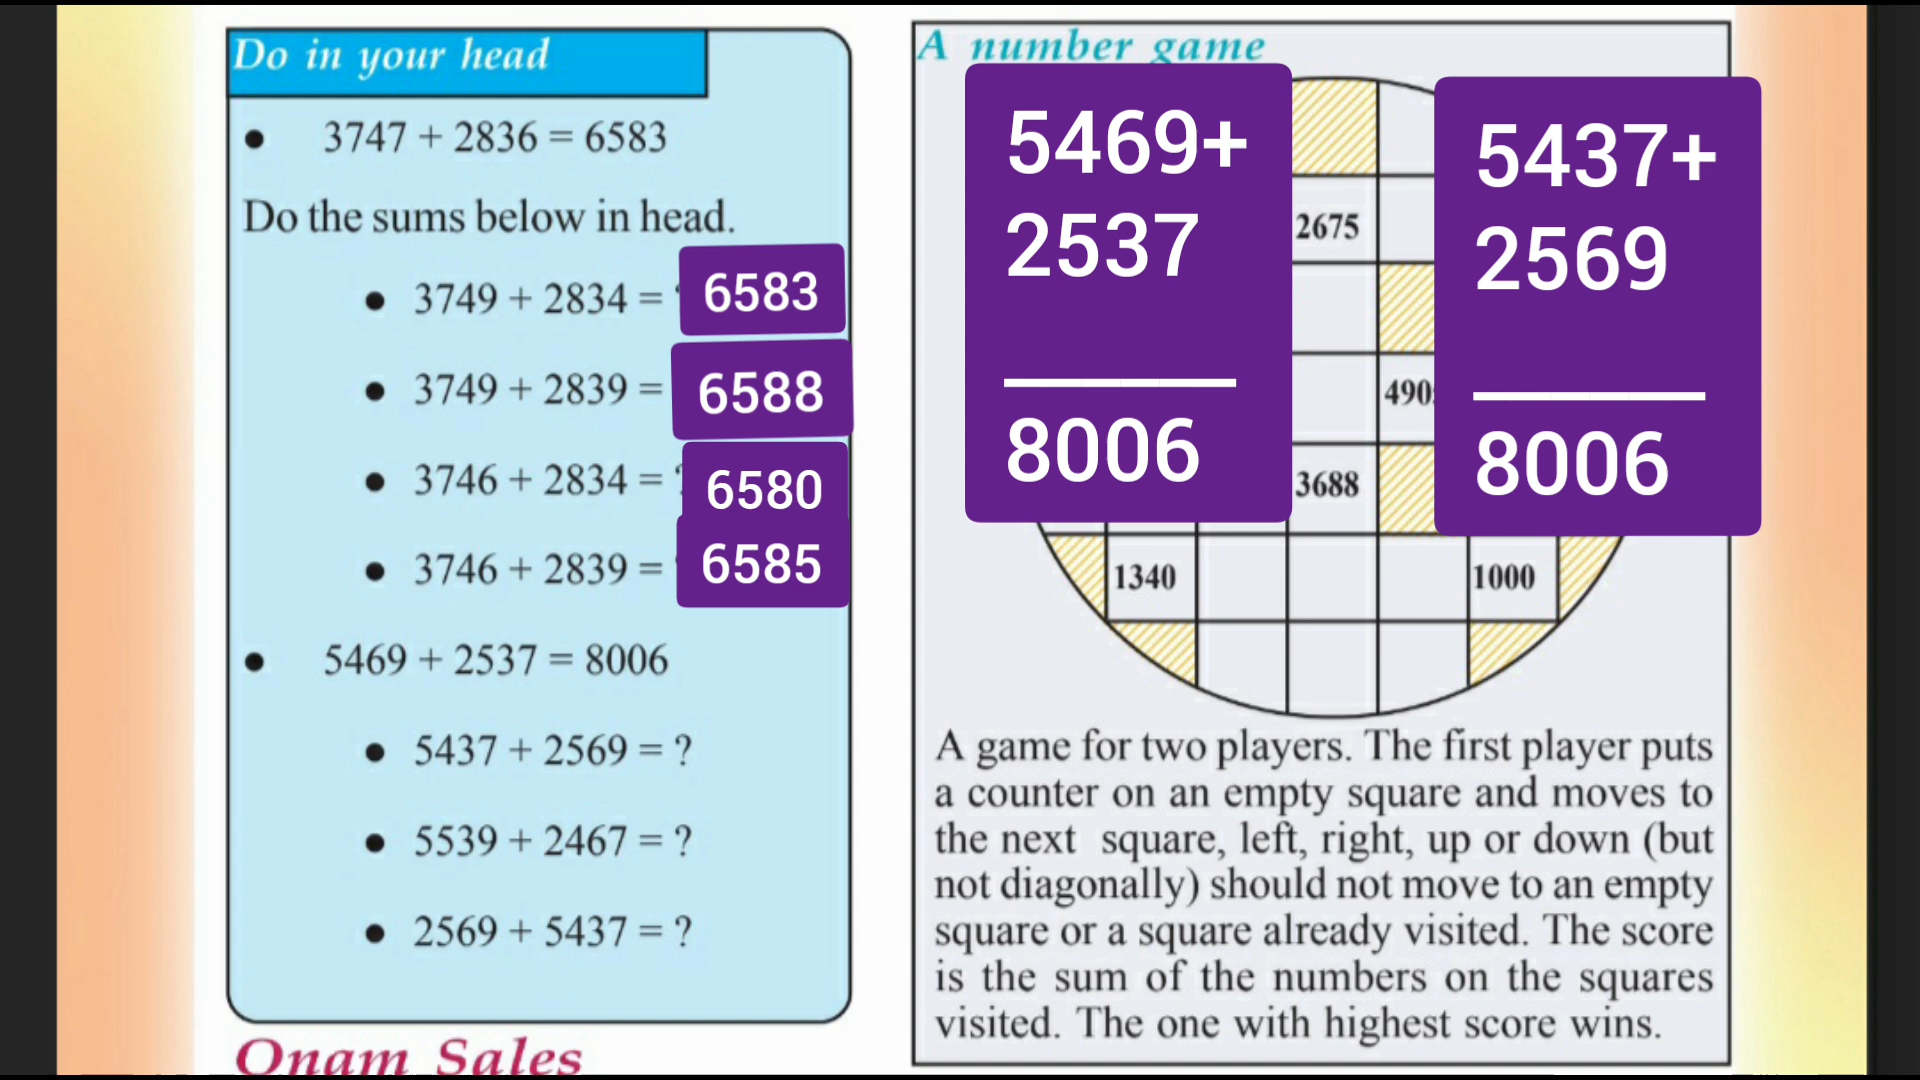 Do in your head
3747 + 2836 = 6583
Do the sums below in head.
3749 + 2834 = 6583
3749 + 2839 = 6588
3746 + 2834 = 6580
3746 + 2839 = 6585
5469 + 2537 = 8006
5437 + 2569 = ?
5539 + 2467 = ?
2569 + 5437 = ?
Onam Sales
A number game
5469+
2537
8006
5437+
2569
8006
2675
490
3688
1340
1000
A game for two players. The first player puts
a counter on an empty square and moves to
the next square, left, right, up or down (but
not diagonally) should not move to an empty
square or a square already visited. The score
is the sum of the numbers on the squares
visited. The one with highest score wins.